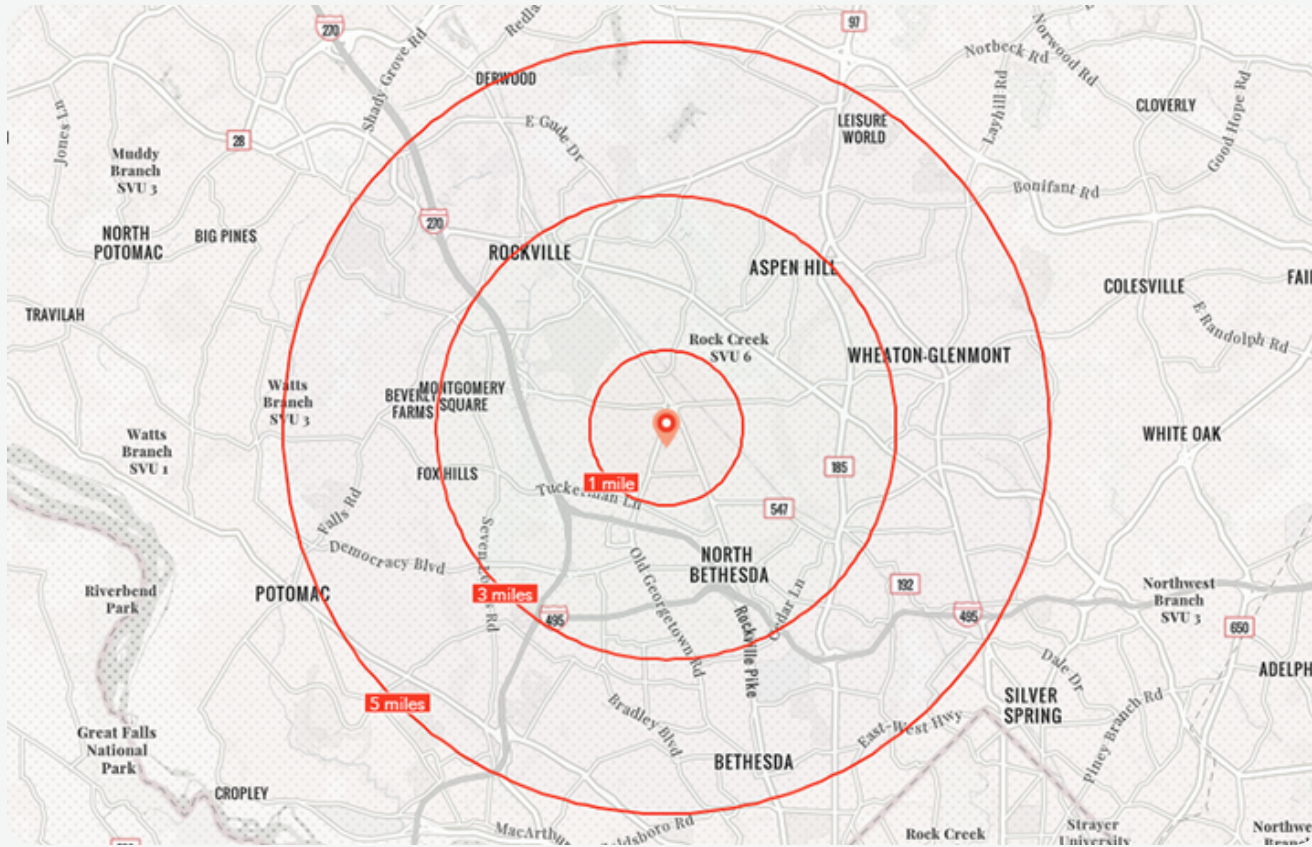 270
Shady Grove Rd
97
Norwood Rd
Norbeck Rd
DERWOOD
Layhill Rd
CLOVERLY
Good Hope Rd
Jones Ln
28
E Gude Dr
LEISURE
WORLD
Muddy
Branch
SVU 3
Bonifant Rd
270
NORTH
POTOMAC
BIG PINES
ROCKVILLE
ASPEN HILL
COLESVILLE
TRAVILAH
E Randolph Rd
Rock Creek
SVU 6
WHEATON-GLENMONT
Watts
Branch
SVU 3
BEVERLY
FARMS
MONTGOMERY
SQUARE
Watts
Branch
SVU 1
WHITE OAK
FOX HILLS
185
1 mile
Tuckerman Ln
547
Falls Rd
Seven Locks Rd
Democracy Blvd
Old Georgetown Rd
NORTH
BETHESDA
192
Cedar Ln
Riverbend
Park
POTOMAC
3 miles
495
Rockville Pike
495
Northwest
Branch
SVU 3
650
Dale Dr
5 miles
Bradley Blvd
East-West Hwy
SILVER
SPRING
Piney Branch Rd
Great Falls
National
Park
BETHESDA
CROPLEY
Rock Creek
Strayer
University